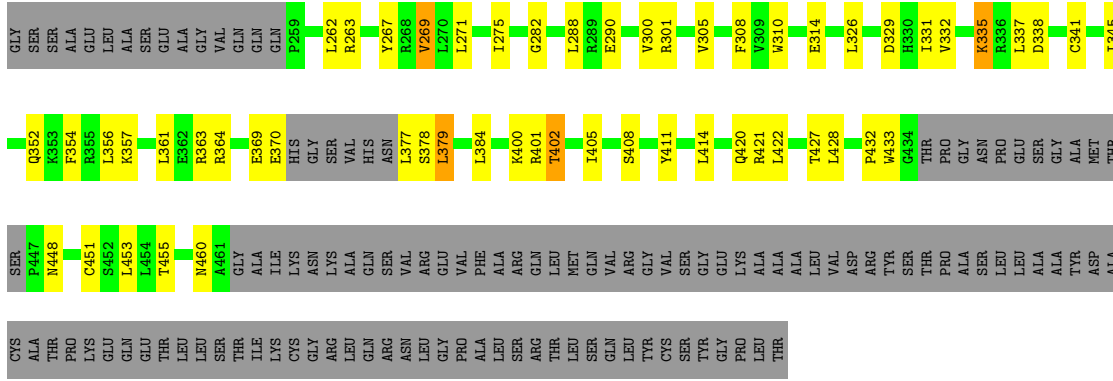 GLY SER SER ALA GLU LEU ALA SER GLU ALA GLY VAL GLN GLN GLN P259 L262 R263 Y267 R268 V269 L270 L271 I275 G282 L288 R289 E290 V300 R301 V305 F308 V309 W310 E314 L326 D329 H330 I331 V332 K335 R336 L337 D338 C341
Q352 K353 F354 R355 L356 K357 L361 E362 R363 R364 E369 E370 HIS GLY SER VAL HIS ASN L377 S378 L379 L384 K400 R401 T402 I405 S408 Y411 L414 Q420 R421 L422 T427 L428 P432 W433 G434 THR PRO GLY ASN PRO GLU SER GLY ALA MET
SER P447 N448 C451 S452 L453 L454 T455 N460 A461 GLY ALA ILE LYS ASN LYS ALA GLN SER VAL ARG GLU VAL PHE ALA ARG GLN LEU MET GLN VAL ARG GLY VAL SER GLY GLU LYS ALA ALA ALA LEU VAL ASP ARG TYR SER THR PRO ALA SER LEU LEU ALA ALA TYR ASP ALA
CYS ALA THR PRO LYS GLU GLN GLU THR LEU LEU SER THR ILE LYS CYS GLY ARG LEU GLN ARG ASN LEU GLY PRO ALA LEU SER ARG THR LEU SER GLN LEU TYR CYS SER TYR GLY PRO LEU THR